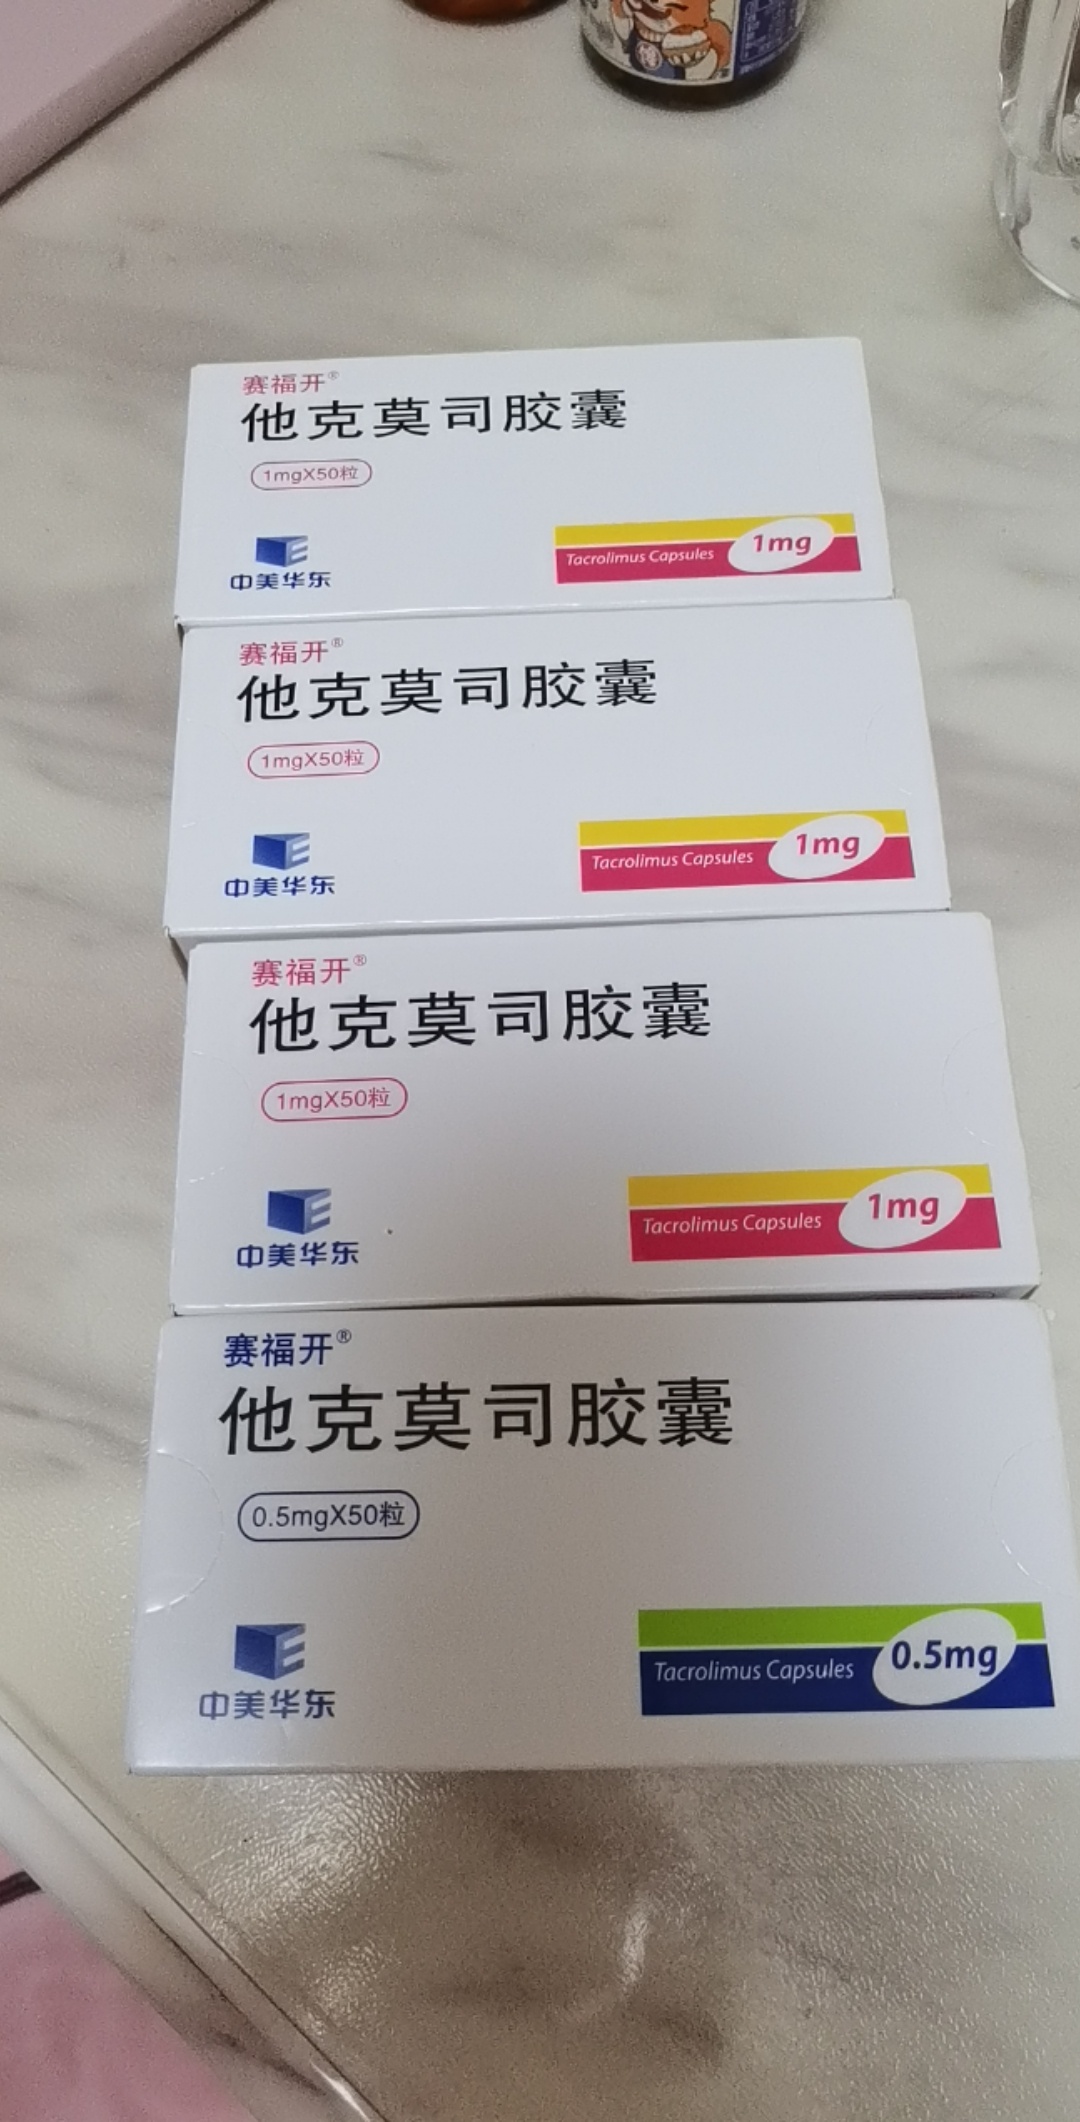 赛福开®
他克莫司胶囊
1mgX50粒
中美华东
Tacrolimus Capsules 1mg
赛福开®
他克莫司胶囊
1mgX50粒
中美华东
Tacrolimus Capsules 1mg
赛福开®
他克莫司胶囊
1mgX50粒
中美华东
Tacrolimus Capsules 1mg
赛福开®
他克莫司胶囊
0.5mgX50粒
中美华东
Tacrolimus Capsules 0.5mg